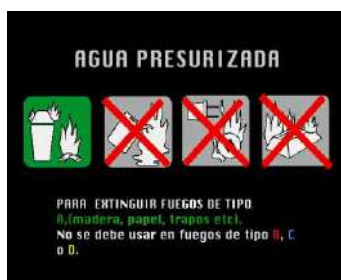 AGUA PRESURIZADA
PARA EXTINGUIR FUEGOS DE TIPO
A,(madera, papel, trapos etc).
No se debe usar en fuegos de tipo B, C
o D.